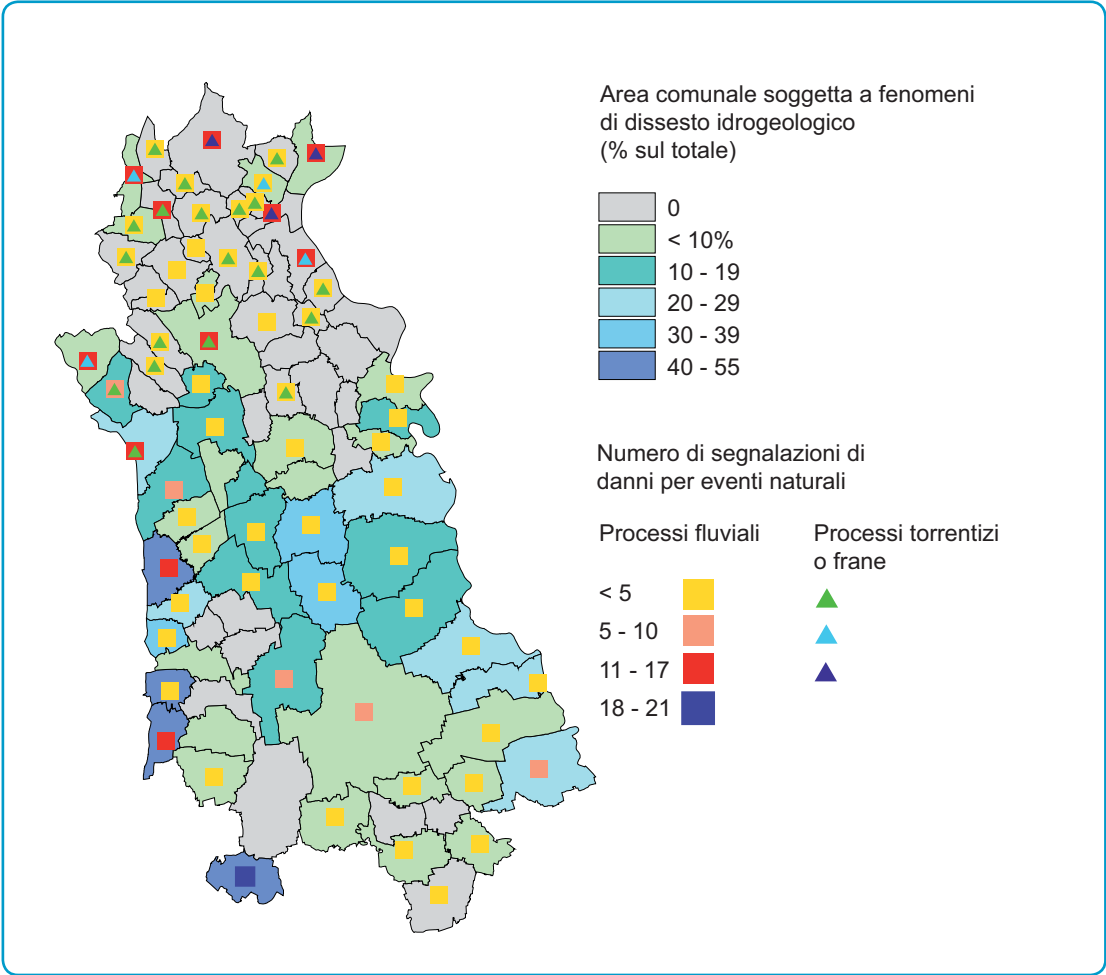 Area comunale soggetta a fenomeni
di dissesto idrogeologico
(% sul totale)
0
< 10%
10 - 19
20 - 29
30 - 39
40 - 55
Numero di segnalazioni di
danni per eventi naturali
Processi fluviali
Processi torrentizi
o frane
< 5
5 - 10
11 - 17
18 - 21